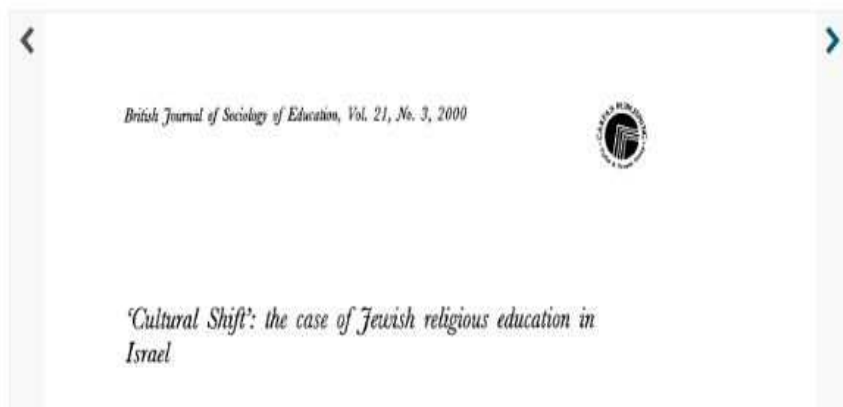 British Journal of Sociology of Education, Vol. 21, No. 3, 2000
‘Cultural Shift’: the case of Jewish religious education in
Israel